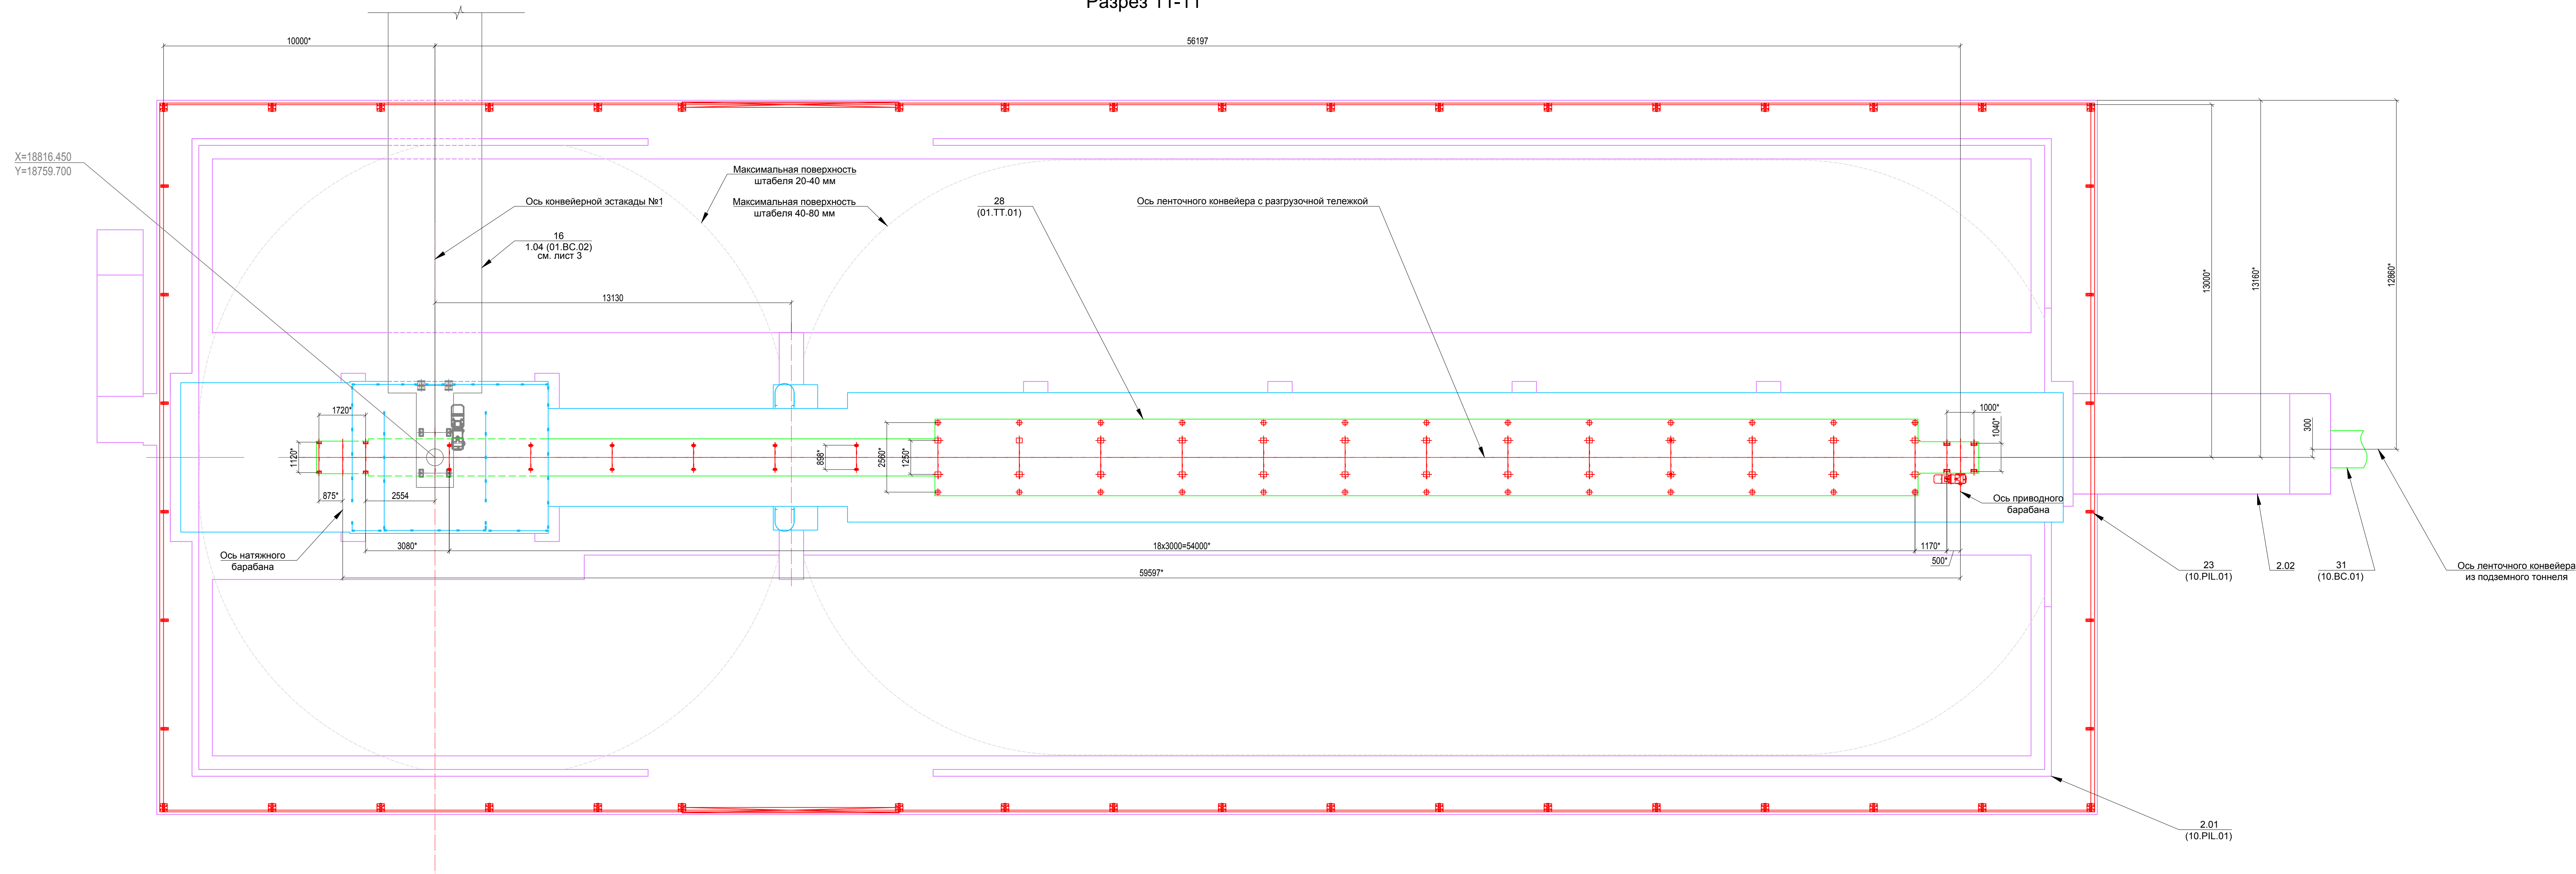 Разрез 11-11
10000*
56197
X=18816.450
Y=18759.700
Максимальная поверхность
штабеля 20-40 мм
Ось конвейерной эстакады №1
Максимальная поверхность
штабеля 40-80 мм
28
(01.TT.01)
Ось ленточного конвейера с разгрузочной тележкой
16
1.04 (01.BC.02)
см. лист 3
13130
13000*
13160*
12860*
1720*
1120*
875*
2554
898*
2560*
1250*
1000*
1040*
300
Ось приводного
барабана
Ось натяжного
барабана
3080*
18x3000=54000*
1170*
500*
59597*
23
(10.PIL.01)
2.02
31
(10.BC.01)
Ось ленточного конвейера
из подземного тоннеля
2.01
(10.PIL.01)